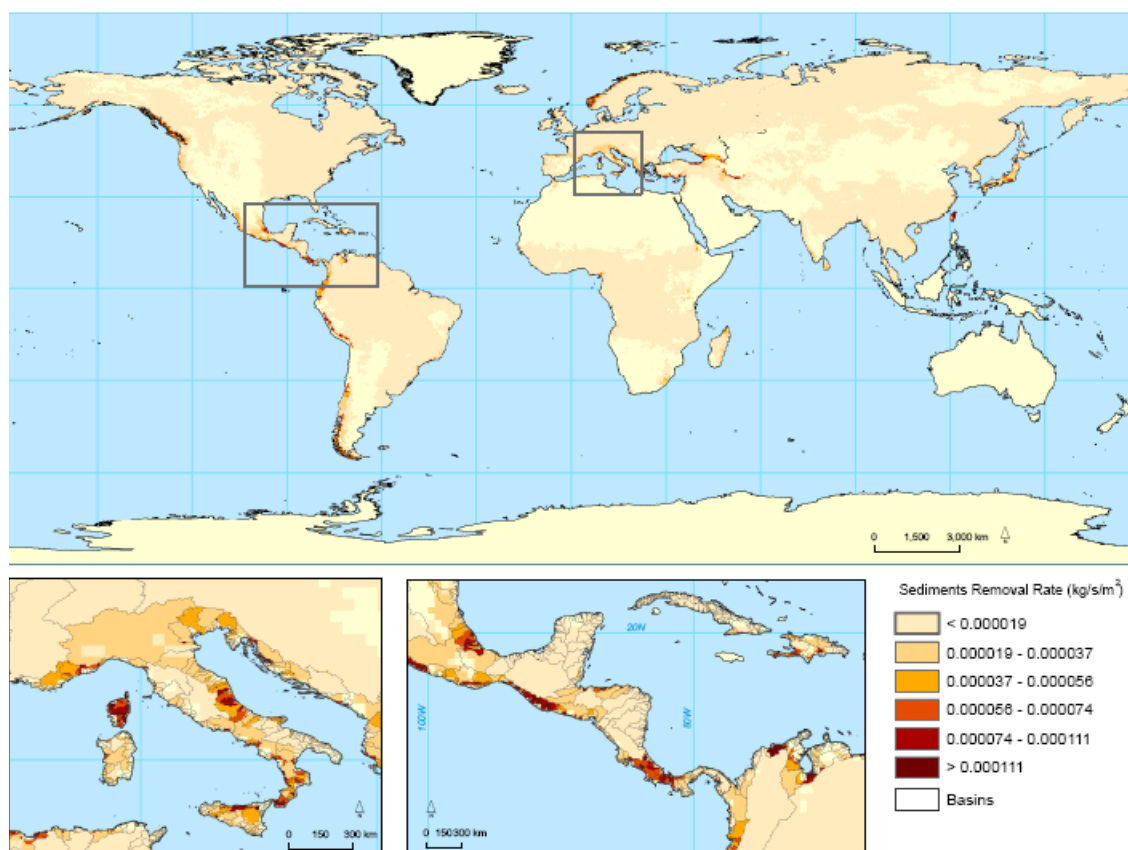 0 1,500 3,000 km
N
Sediments Removal Rate (kg/s/m²)
< 0.000019
0.000019 - 0.000037
0.000037 - 0.000056
0.000056 - 0.000074
0.000074 - 0.000111
> 0.000111
Basins
N
0 150 300 km
20N
100W
80W
N
0 150300 km